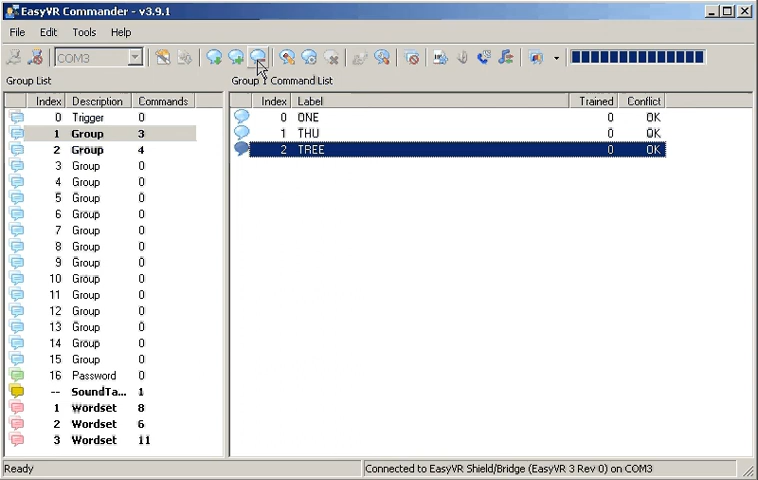 EasyVR Commander - v3.9.1
File Edit Tools Help
COM3
Group List
Group 1 Command List
Index Description Commands
0 Trigger 0
1 Group 3
2 Group 4
3 Group 0
4 Group 0
5 Group 0
6 Group 0
7 Group 0
8 Group 0
9 Group 0
10 Group 0
11 Group 0
12 Group 0
13 Group 0
14 Group 0
15 Group 0
16 Password 0
-- SoundTa... 1
1 Wordset 8
2 Wordset 6
3 Wordset 11
Index Label Trained Conflict
0 ONE 0 OK
1 THU 0 OK
2 TREE 0 OK
Ready
Connected to EasyVR Shield/Bridge (EasyVR 3 Rev 0) on COM3